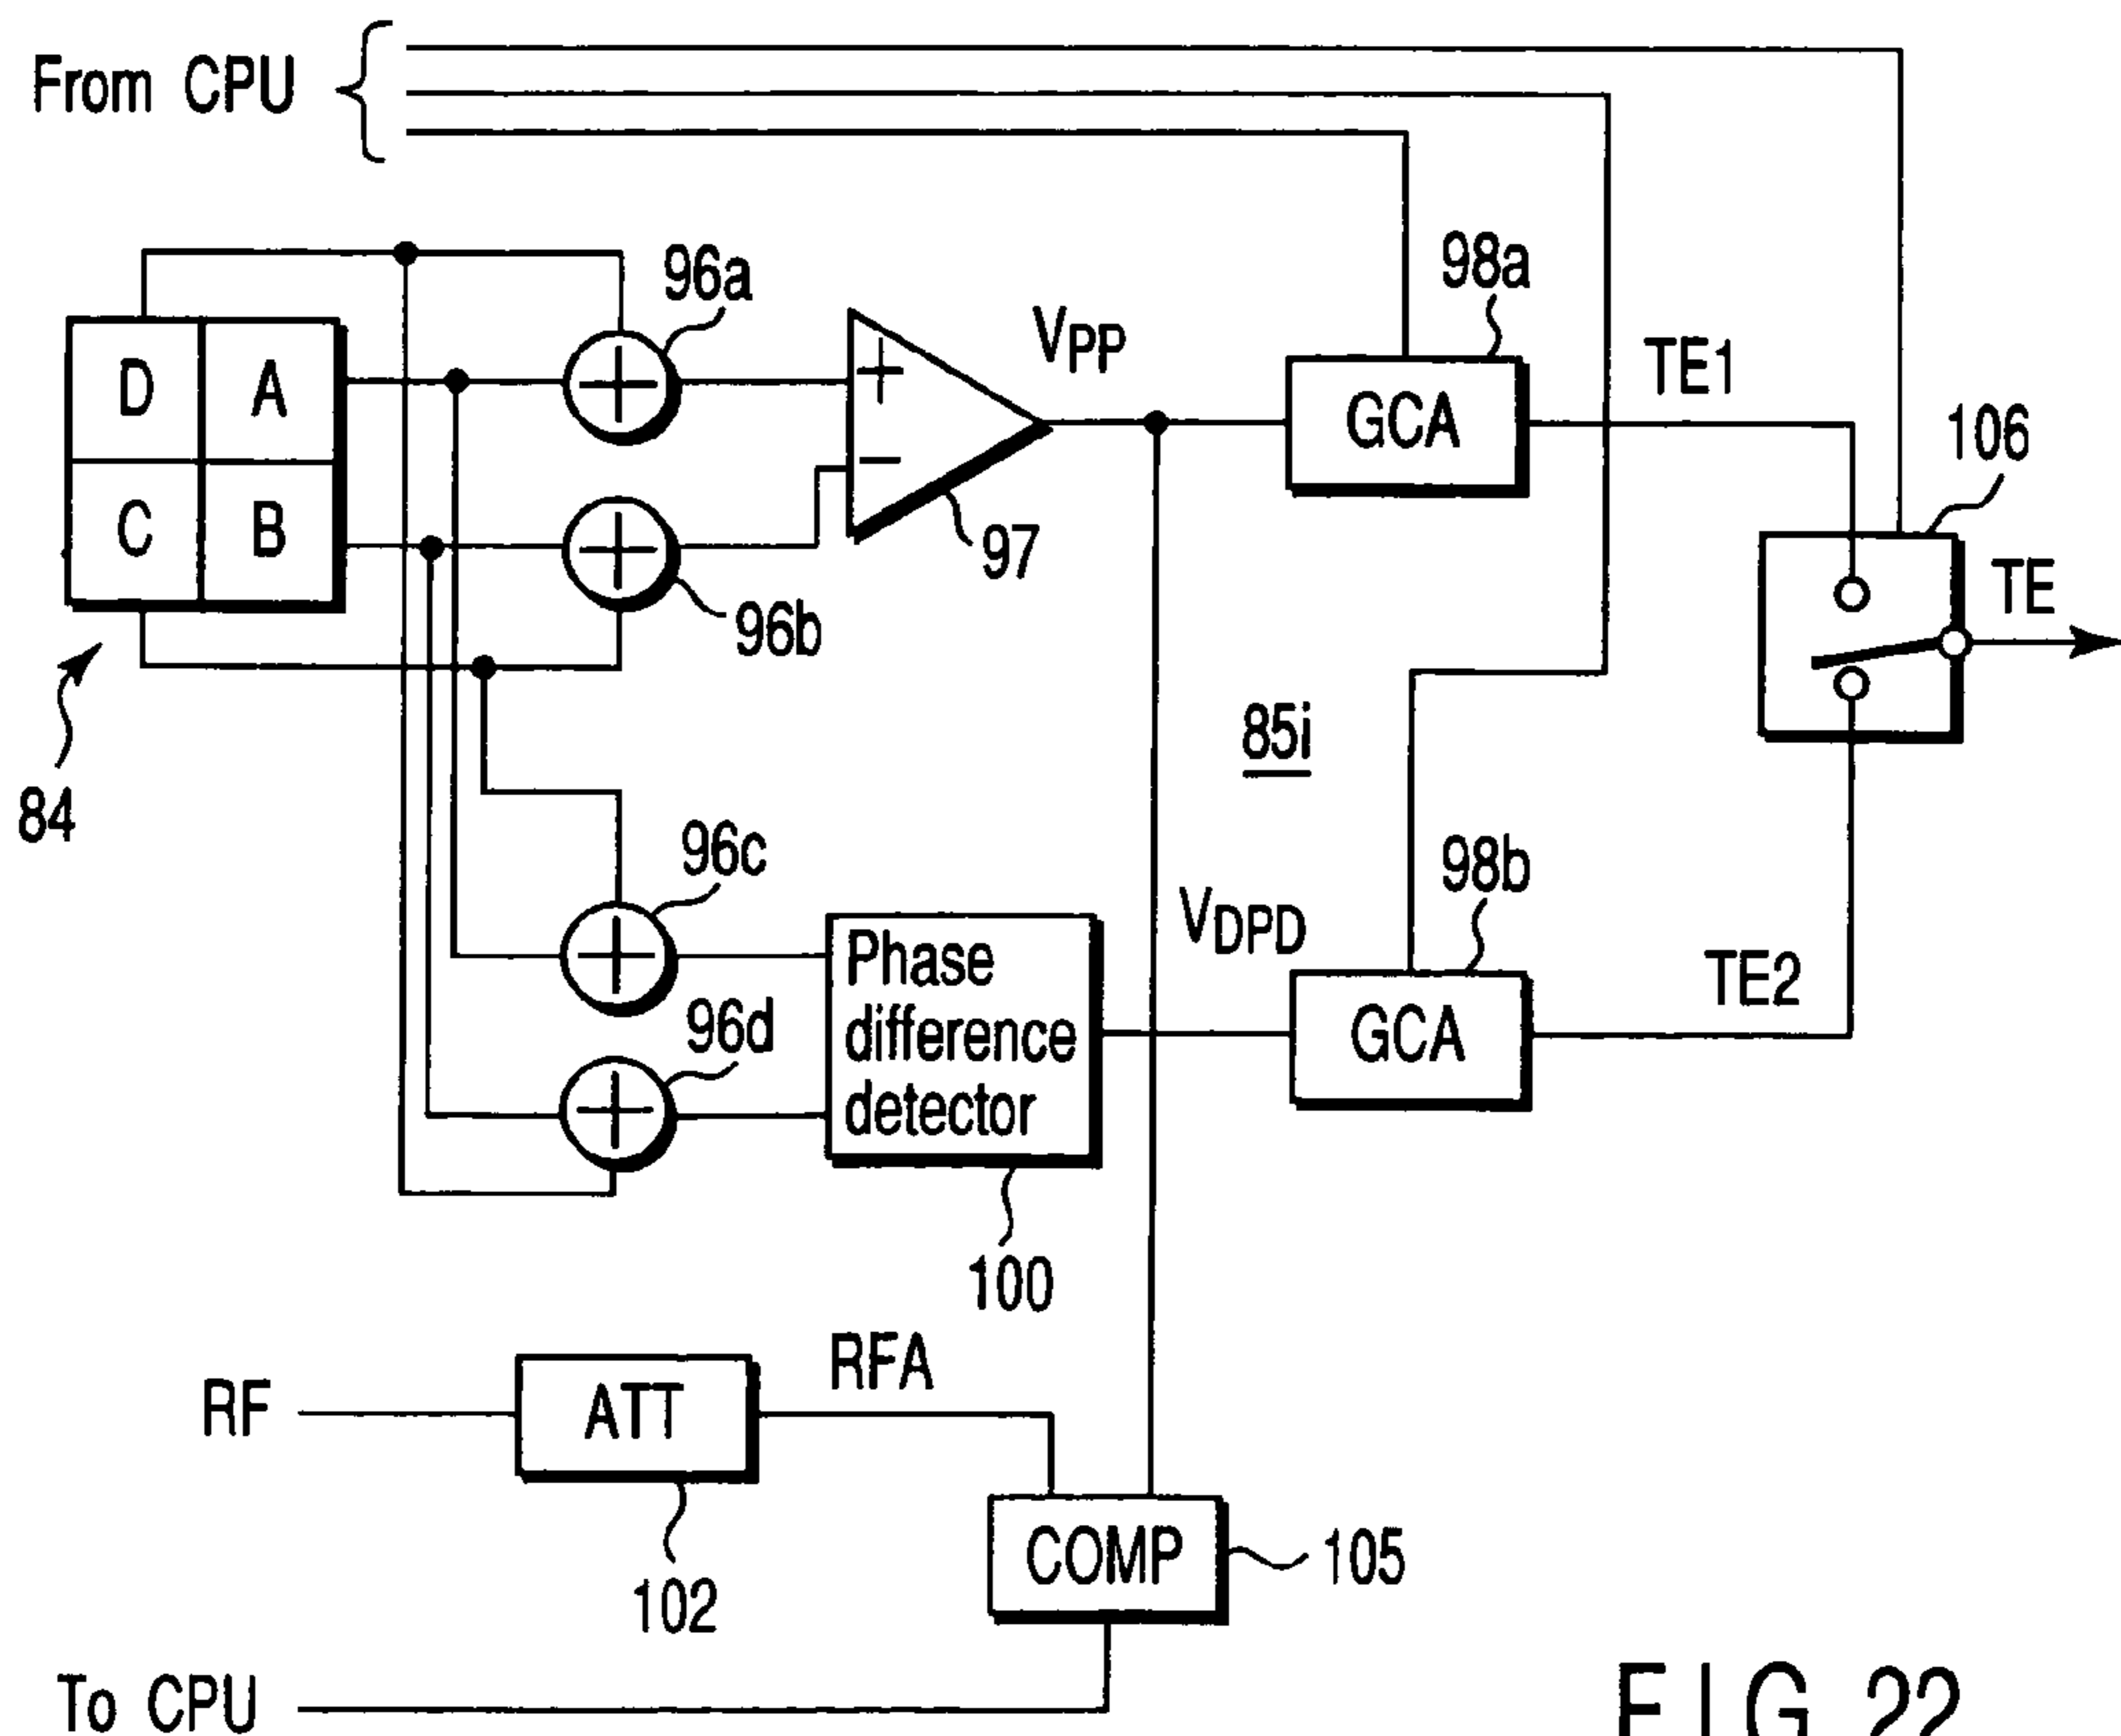 From CPU
96a
98a
VPP
TE1
D A
GCA
106
C B
97
TE
96b
85i
84
96c
98b
VDPD
Phase
difference
detector
TE2
96d
GCA
100
RFA
RF
ATT
COMP
105
102
To CPU
FIG. 22